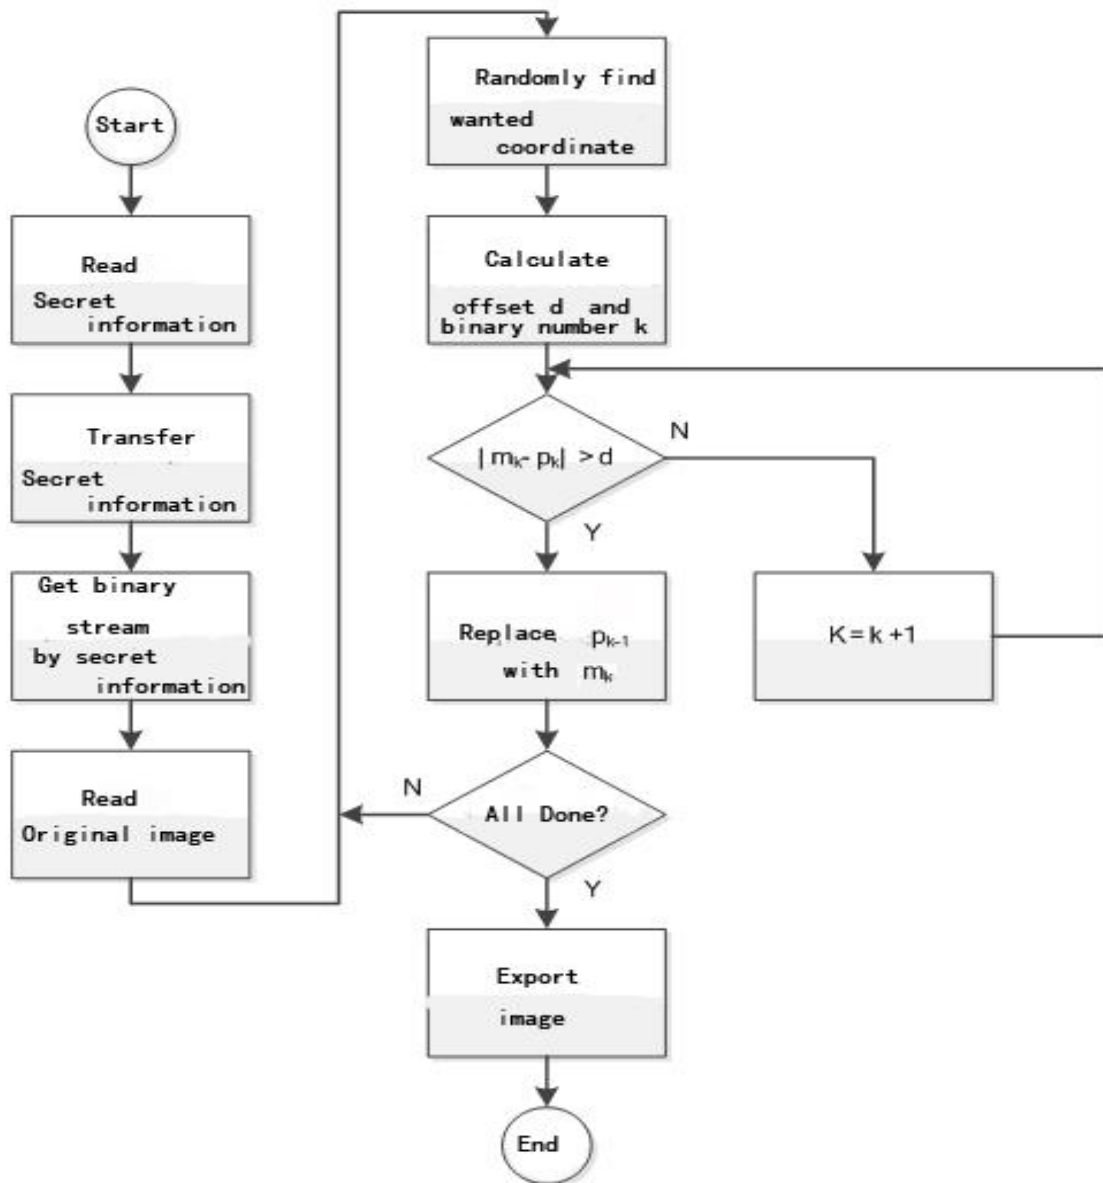 Start
Read
Secret
information
Transfer
Secret
information
Get binary
stream
by secret
information
Read
Original image
Randomly find
wanted
coordinate
Calculate
offset d and
binary number k
|mₖ- pₖ| > d
N
Y
K = k +1
Replace pₖ₋₁
with mₖ
All Done?
N
Y
Export
image
End